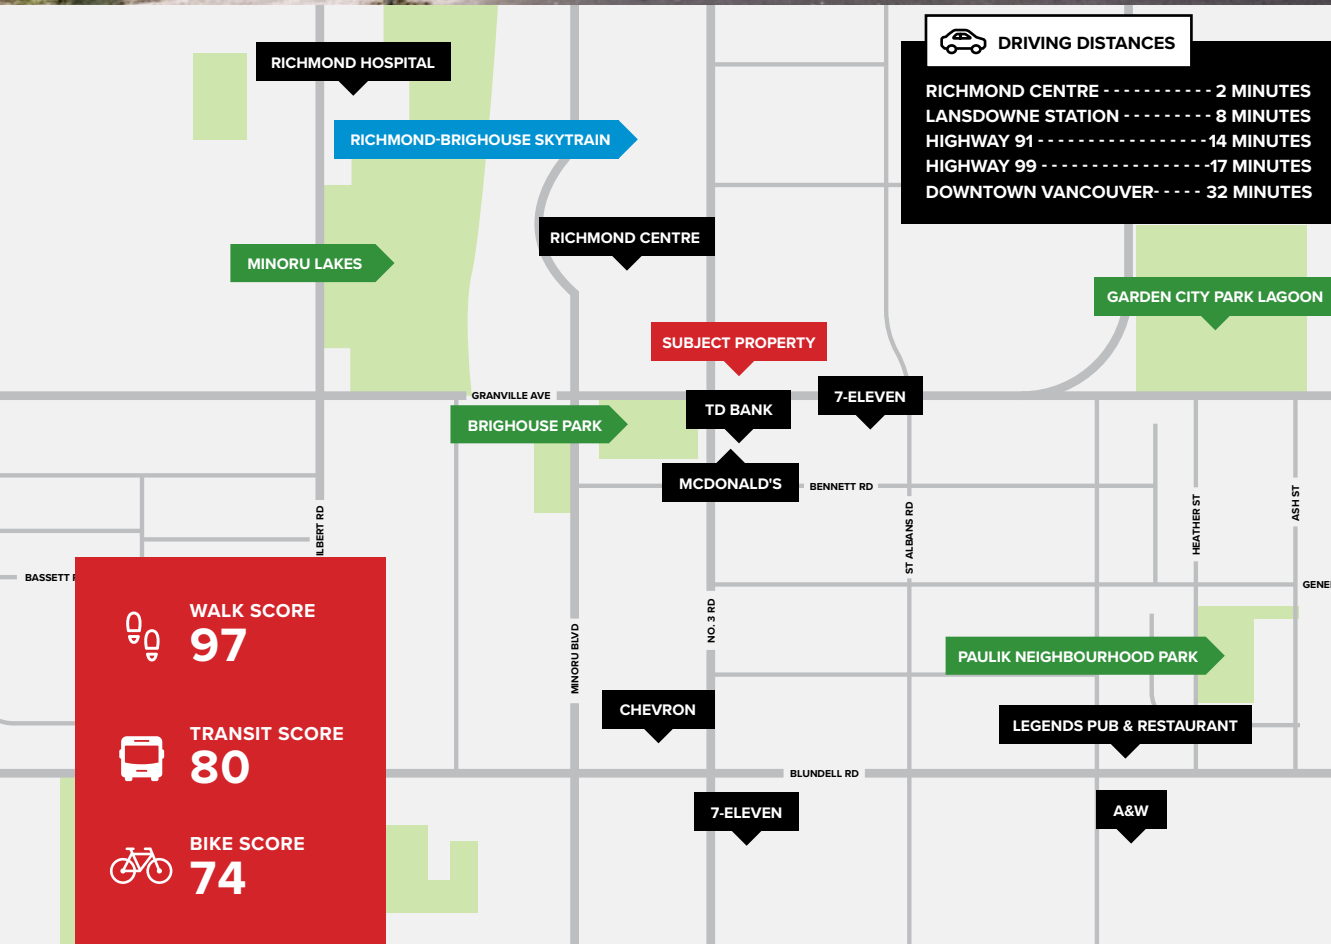 DRIVING DISTANCES
RICHMOND CENTRE - - - - - - - - - - - 2 MINUTES
LANSDOWNE STATION - - - - - - - - - 8 MINUTES
HIGHWAY 91 - - - - - - - - - - - - - - - - - 14 MINUTES
HIGHWAY 99 - - - - - - - - - - - - - - - - - 17 MINUTES
DOWNTOWN VANCOUVER- - - - - 32 MINUTES
RICHMOND HOSPITAL
RICHMOND-BRIGHOUSE SKYTRAIN
RICHMOND CENTRE
MINORU LAKES
GARDEN CITY PARK LAGOON
SUBJECT PROPERTY
GRANVILLE AVE
TD BANK
7-ELEVEN
BRIGHOUSE PARK
MCDONALD'S
BENNETT RD
ILBERT RD
ST ALBANS RD
HEATHER ST
ASH ST
BASSETT
GENE
MINORU BLVD
NO. 3 RD
PAULIK NEIGHBOURHOOD PARK
CHEVRON
LEGENDS PUB & RESTAURANT
BLUNDELL RD
7-ELEVEN
A&W
WALK SCORE
97
TRANSIT SCORE
80
BIKE SCORE
74